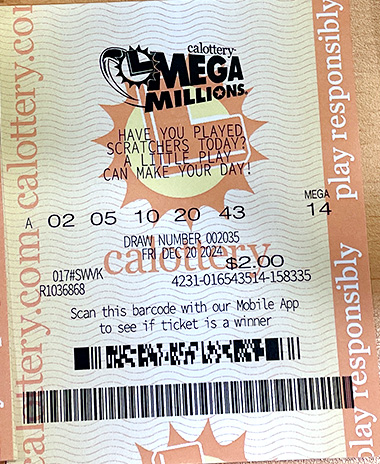 calottery
MEGA
MILLIONS
HAVE YOU PLAYED
SCRATCHERS TODAY?
A LITTLE PLAY
CAN MAKE YOUR DAY!
MEGA
A 02 05 10 20 43 14
DRAW NUMBER 002035
FRI DEC 20 2024
calottery
$2.00
017#SWVK
4231-016543514-158335
R1036868
Scan this barcode with our Mobile App
to see if ticket is a winner
calottery.com calottery.com
play responsibly
play responsibly